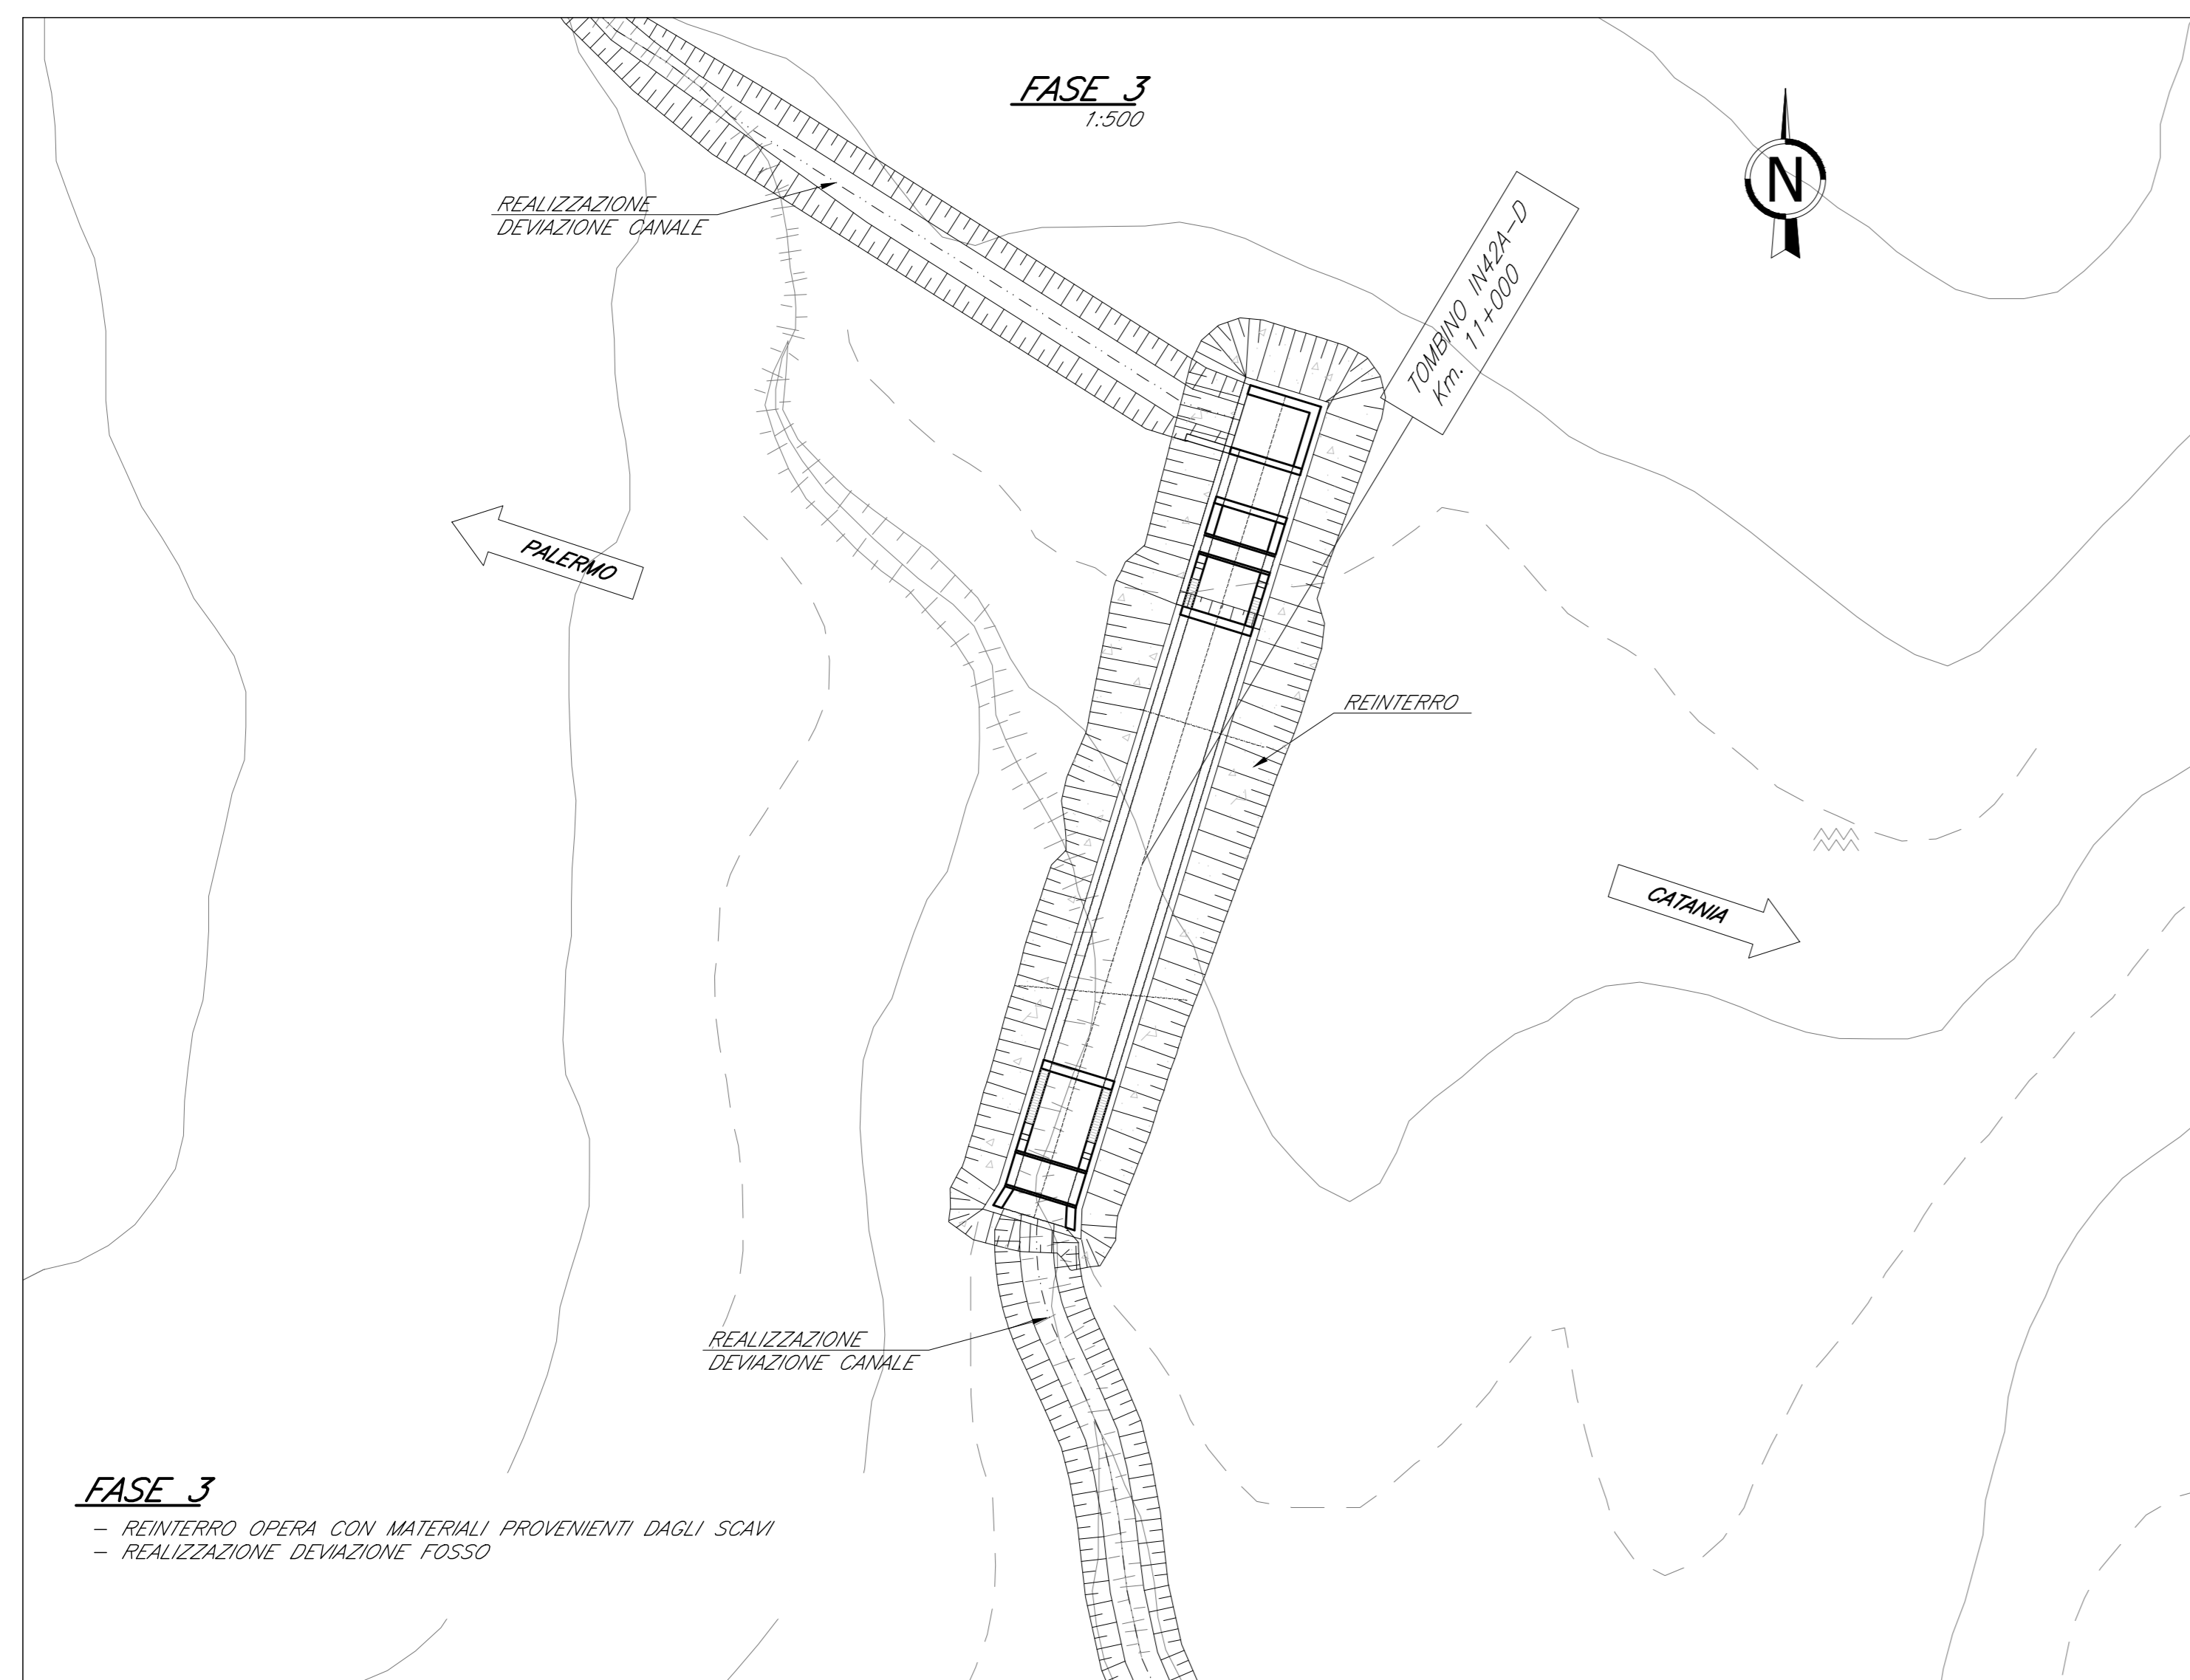 FASE 3
1:500
N
REALIZZAZIONE
DEVIAZIONE CANALE
TOMBINO IN42A-D
Km. 11+000
PALERMO
REINTERRO
CATANIA
REALIZZAZIONE
DEVIAZIONE CANALE
FASE 3
- REINTERRO OPERA CON MATERIALI PROVENIENTI DAGLI SCAVI
- REALIZZAZIONE DEVIAZIONE FOSSO